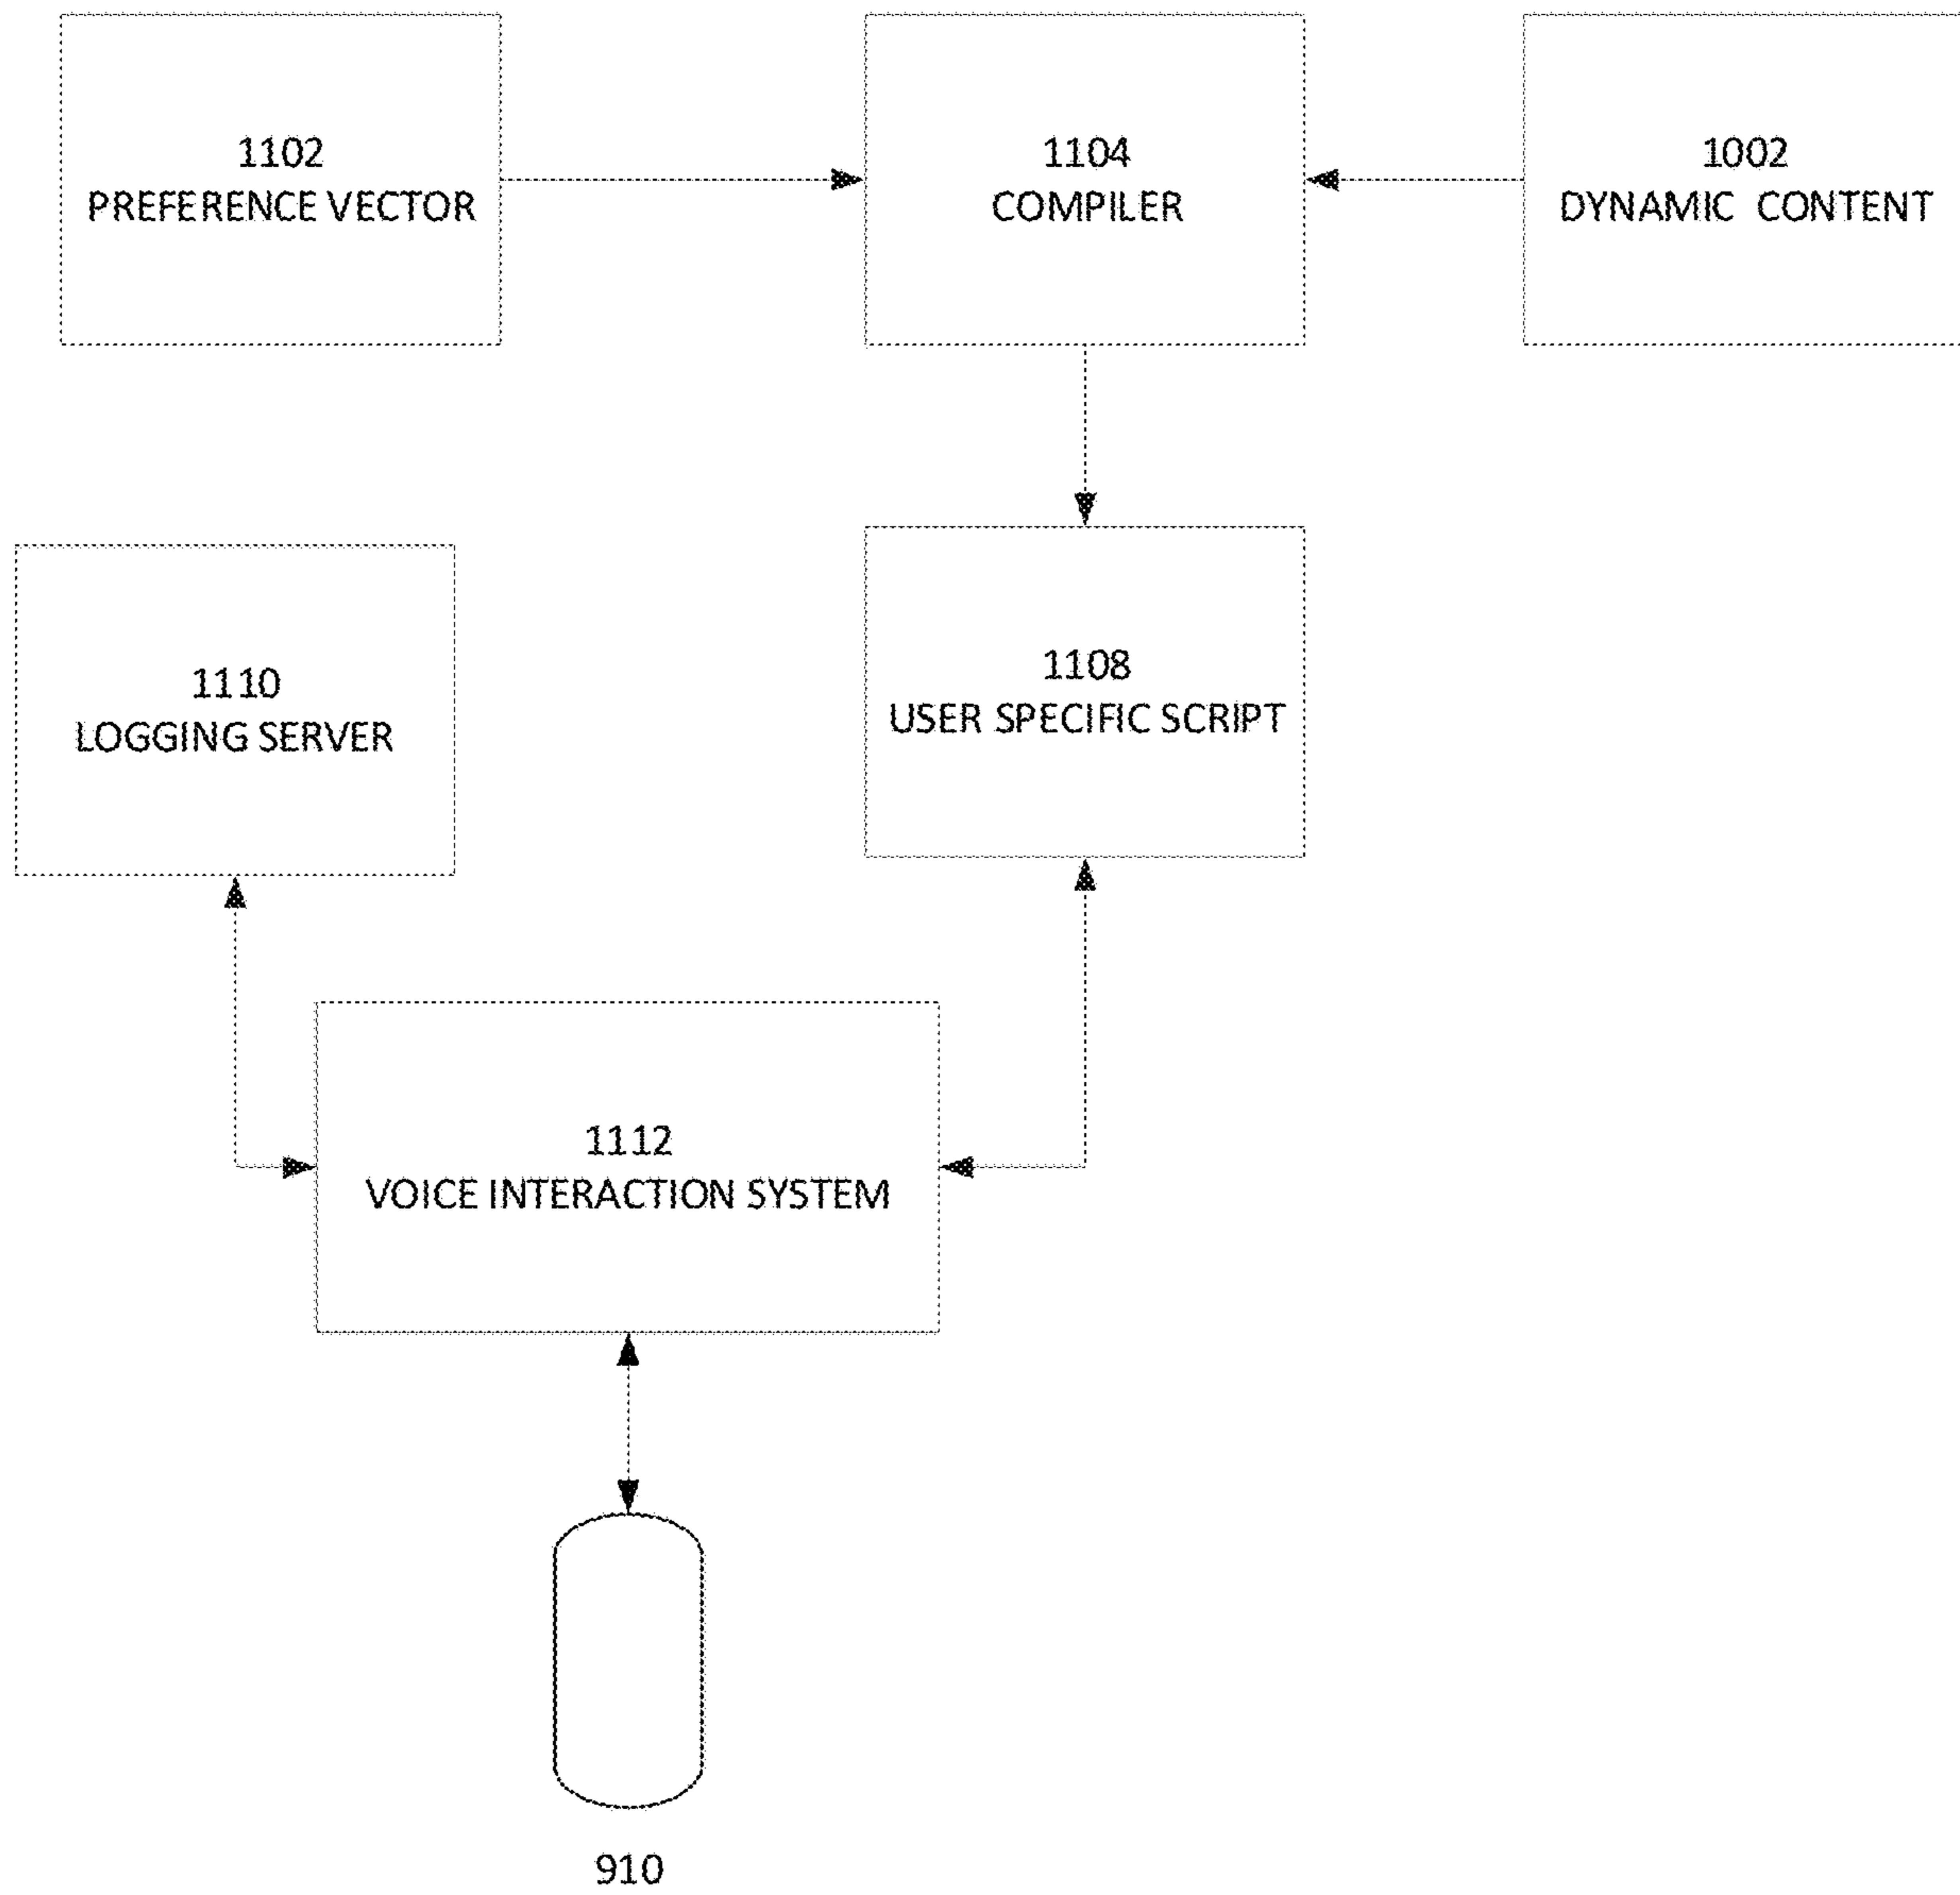 1102
PREFERENCE VECTOR
1104
COMPILER
1002
DYNAMIC CONTENT
1110
LOGGING SERVER
1108
USER SPECIFIC SCRIPT
1112
VOICE INTERACTION SYSTEM
910